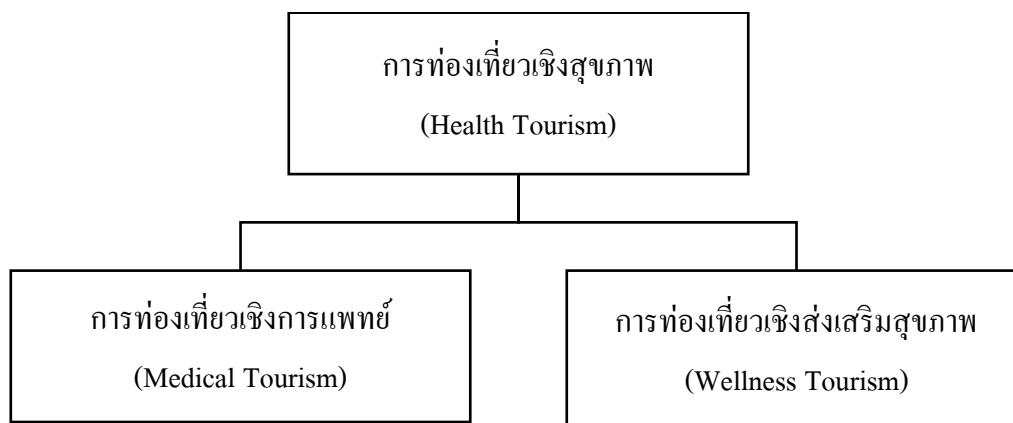 การท่องเที่ยวเชิงสุขภาพ
(Health Tourism)
การท่องเที่ยวเชิงการแพทย์
(Medical Tourism)
การท่องเที่ยวเชิงส่งเสริมสุขภาพ
(Wellness Tourism)